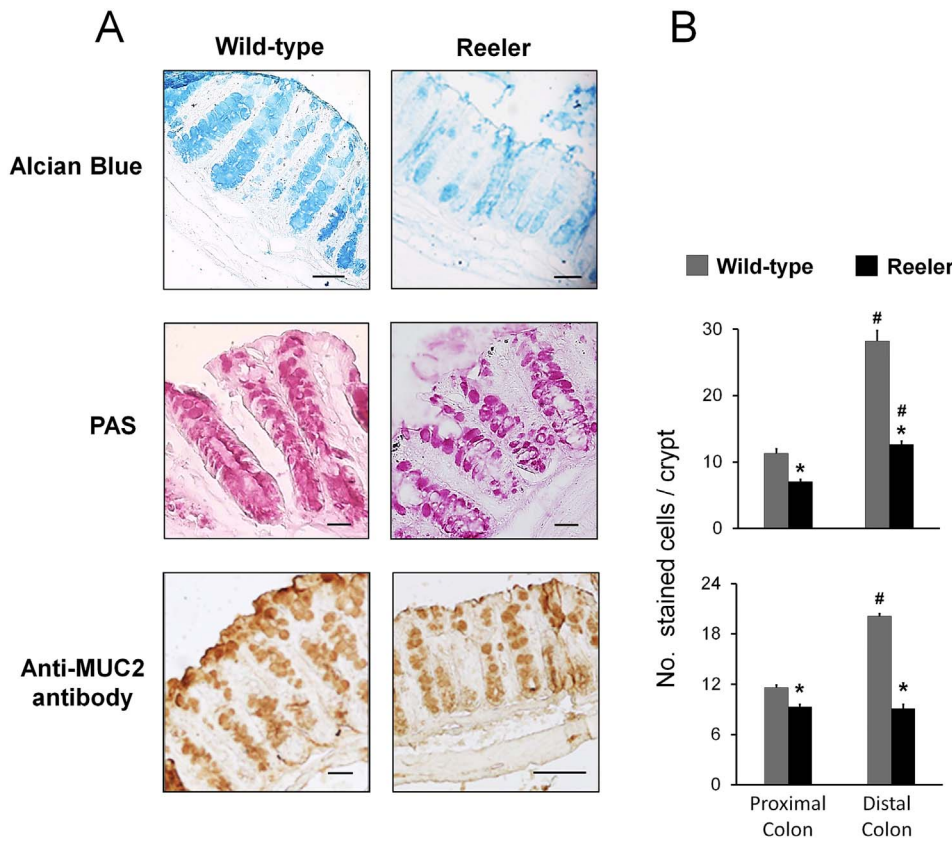 A
Wild-type
Reeler
B
Alcian Blue
PAS
Anti-MUC2
antibody
Wild-type
Reeler
No. stained cells / crypt
30
20
10
0
#
#
*
*
24
18
12
6
0
#
*
*
Proximal
Colon
Distal
Colon